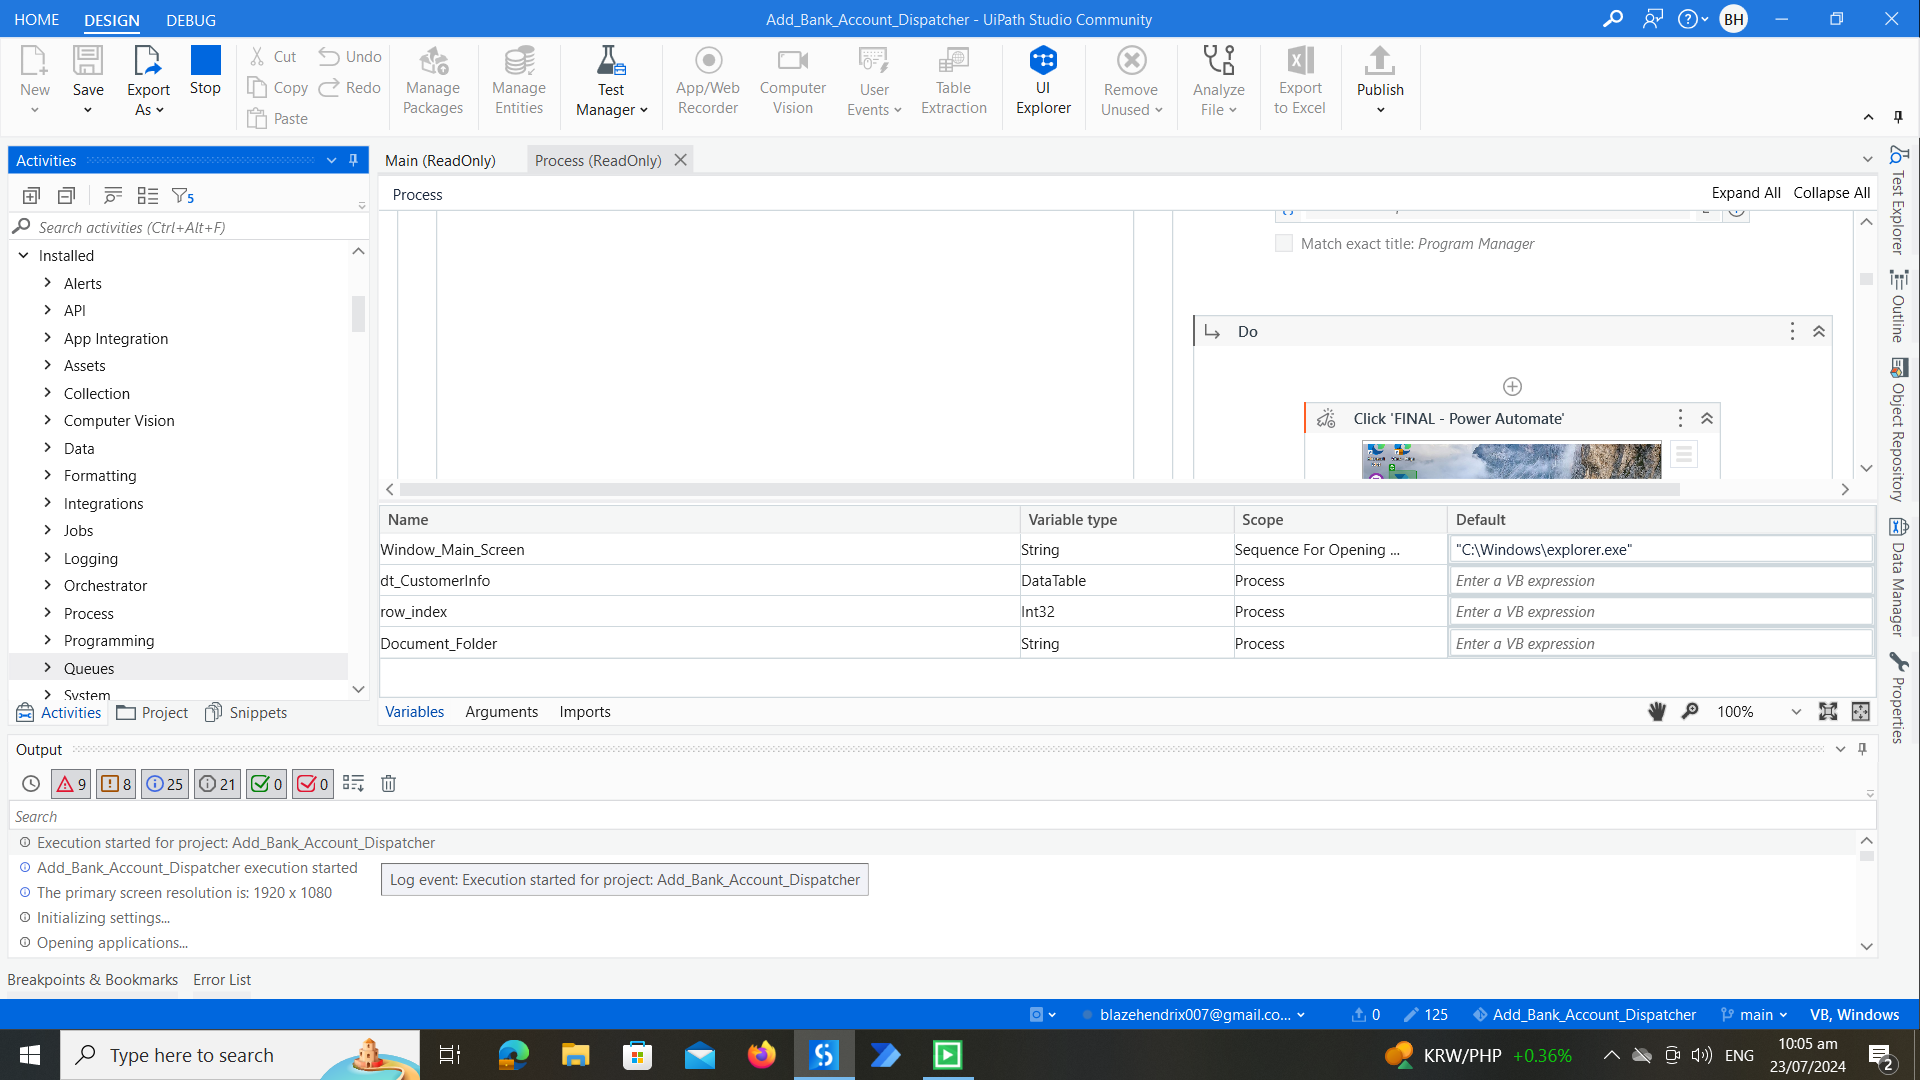 HOME DESIGN DEBUG Add_Bank_Account_Dispatcher - UiPath Studio Community BH
New Save Export As Stop Cut Copy Paste Undo Redo Manage Packages Manage Entities Test Manager App/Web Recorder Computer Vision User Events Table Extraction UI Explorer Remove Unused Analyze File Export to Excel Publish
Activities
5
Search activities (Ctrl+Alt+F)
Installed
Alerts
API
App Integration
Assets
Collection
Computer Vision
Data
Formatting
Integrations
Jobs
Logging
Orchestrator
Process
Programming
Queues
System
Activities Project Snippets
Main (ReadOnly) Process (ReadOnly)
Process Expand All Collapse All
Match exact title: Program Manager
Do
Click 'FINAL - Power Automate'
Name Variable type Scope Default
Window_Main_Screen String Sequence For Opening ... "C:\Windows\explorer.exe"
dt_CustomerInfo DataTable Process Enter a VB expression
row_index Int32 Process Enter a VB expression
Document_Folder String Process Enter a VB expression
Variables Arguments Imports 100%
Test Explorer
Outline
Object Repository
Data Manager
Properties
Output
9 8 25 21 0 0
Search
Execution started for project: Add_Bank_Account_Dispatcher
Add_Bank_Account_Dispatcher execution started
Log event: Execution started for project: Add_Bank_Account_Dispatcher
The primary screen resolution is: 1920 x 1080
Initializing settings...
Opening applications...
Breakpoints & Bookmarks Error List
blazehendrix007@gmail.co... 0 125 Add_Bank_Account_Dispatcher main VB, Windows
Type here to search KRW/PHP +0.36% ENG 10:05 am
23/07/2024 2